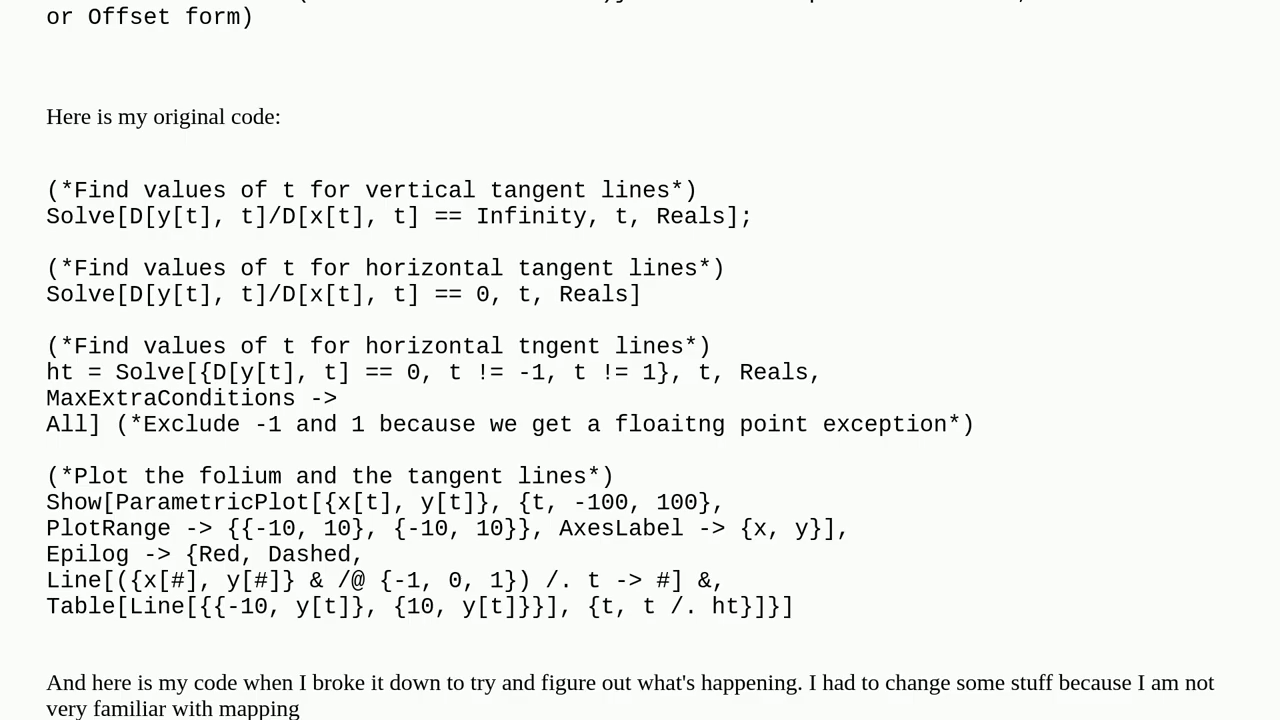 or Offset form)
Here is my original code:
(*Find values of t for vertical tangent lines*)
Solve[D[y[t], t]/D[x[t], t] == Infinity, t, Reals];
(*Find values of t for horizontal tangent lines*)
Solve[D[y[t], t]/D[x[t], t] == 0, t, Reals]
(*Find values of t for horizontal tngent lines*)
ht = Solve[{D[y[t], t] == 0, t != -1, t != 1}, t, Reals,
MaxExtraConditions ->
All] (*Exclude -1 and 1 because we get a floaitng point exception*)
(*Plot the folium and the tangent lines*)
Show[ParametricPlot[{x[t], y[t]}, {t, -100, 100},
PlotRange -> {{-10, 10}, {-10, 10}}, AxesLabel -> {x, y}],
Epilog -> {Red, Dashed,
Line[({x[#], y[#]} & /@ {-1, 0, 1}) /. t -> #] &,
Table[Line[{{-10, y[t]}, {10, y[t]}}], {t, t /. ht}]}]
And here is my code when I broke it down to try and figure out what's happening. I had to change some stuff because I am not
very familiar with mapping